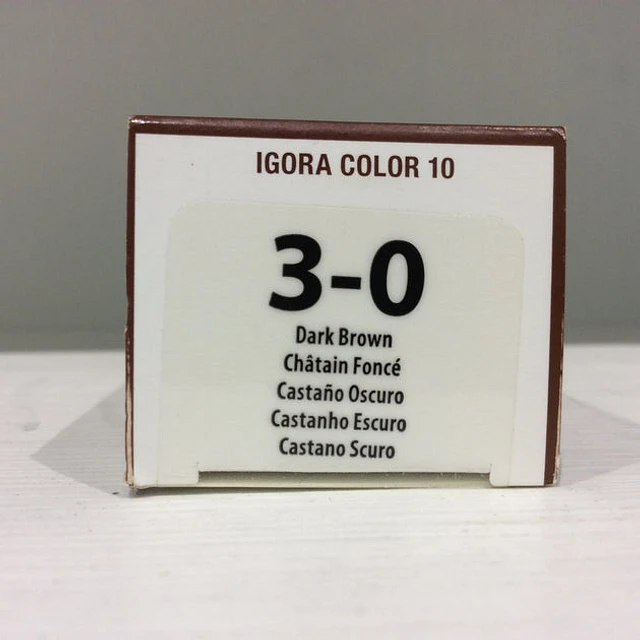 IGORA COLOR 10
3-0
Dark Brown
Châtain Foncé
Castaño Oscuro
Castanho Escuro
Castano Scuro